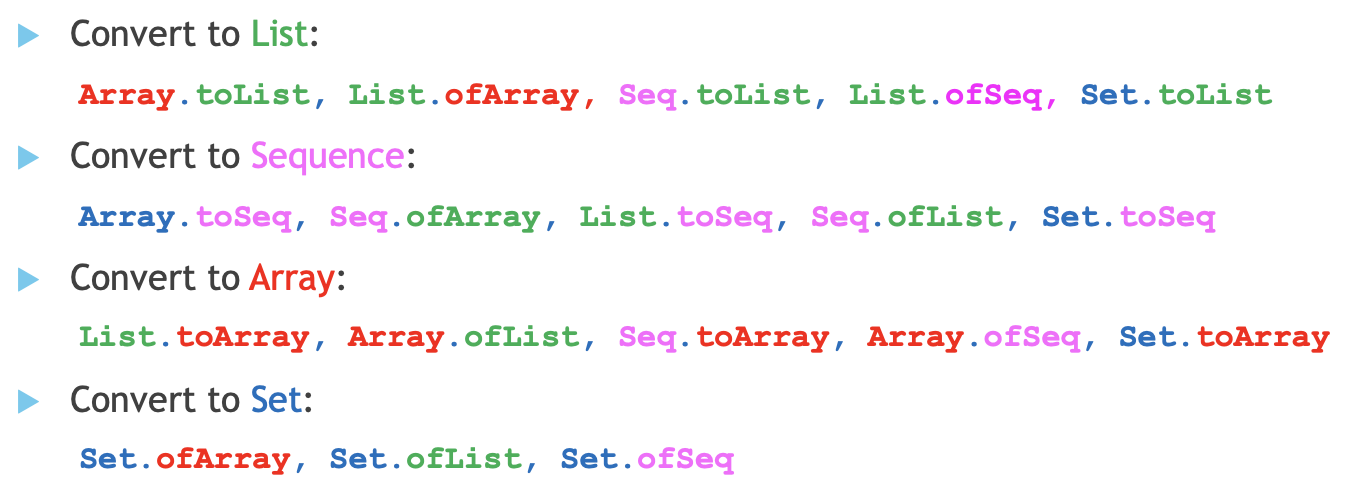 Convert to List:
Array.toList, List.ofArray, Seq.toList, List.ofSeq, Set.toList
Convert to Sequence:
Array.toSeq, Seq.ofArray, List.toSeq, Seq.ofList, Set.toSeq
Convert to Array:
List.toArray, Array.ofList, Seq.toArray, Array.ofSeq, Set.toArray
Convert to Set:
Set.ofArray, Set.ofList, Set.ofSeq